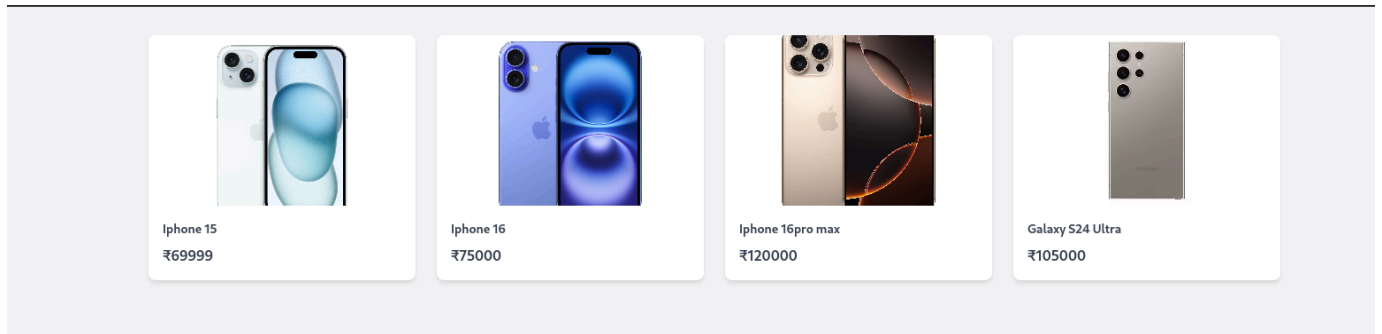 Iphone 15
₹69999
Iphone 16
₹75000
Iphone 16pro max
₹120000
Galaxy S24 Ultra
₹105000